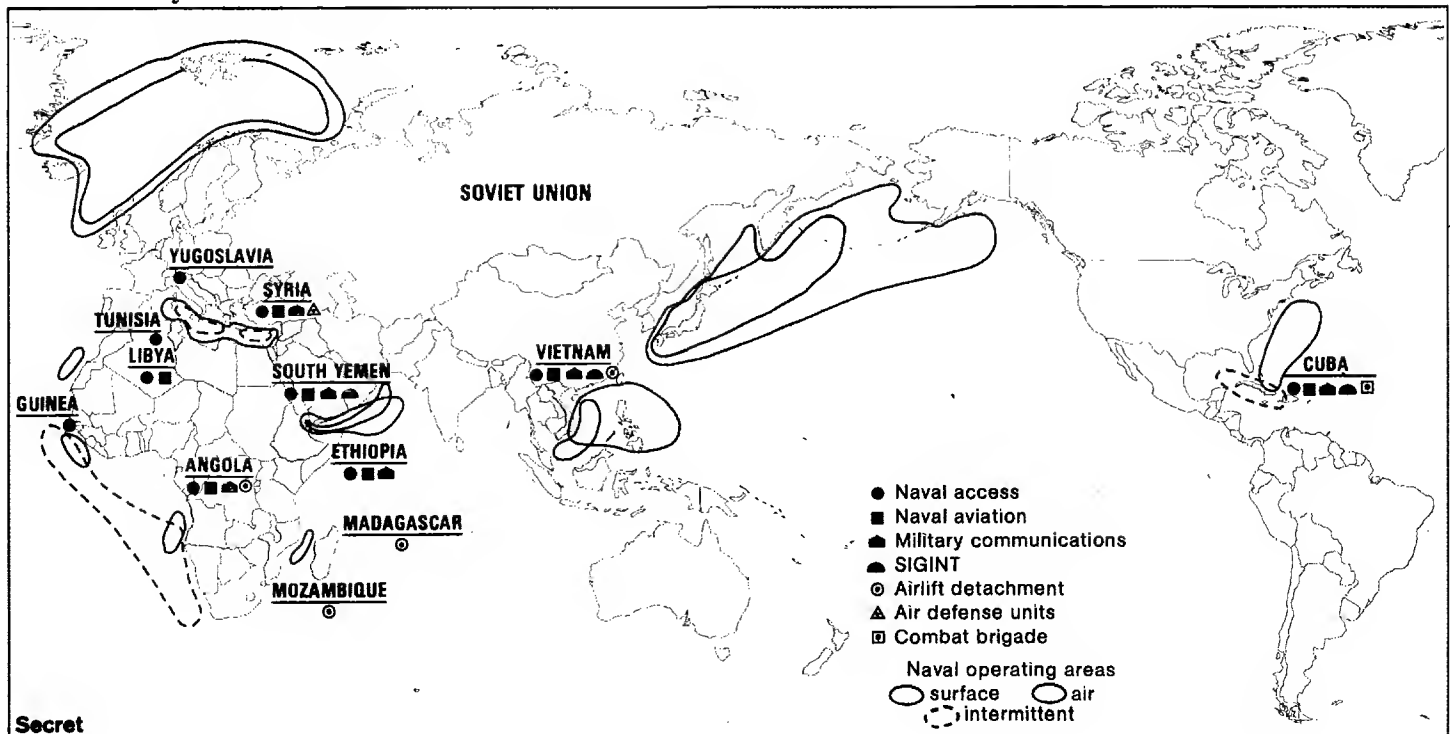 SOVIET UNION
YUGOSLAVIA
SYRIA
TUNISIA
LIBYA
VIETNAM
CUBA
SOUTH YEMEN
GUINEA
ETHIOPIA
ANGOLA
MADAGASCAR
MOZAMBIQUE
Naval access
Naval aviation
Military communications
SIGINT
Airlift detachment
Air defense units
Combat brigade
Naval operating areas
surface air
intermittent
Secret